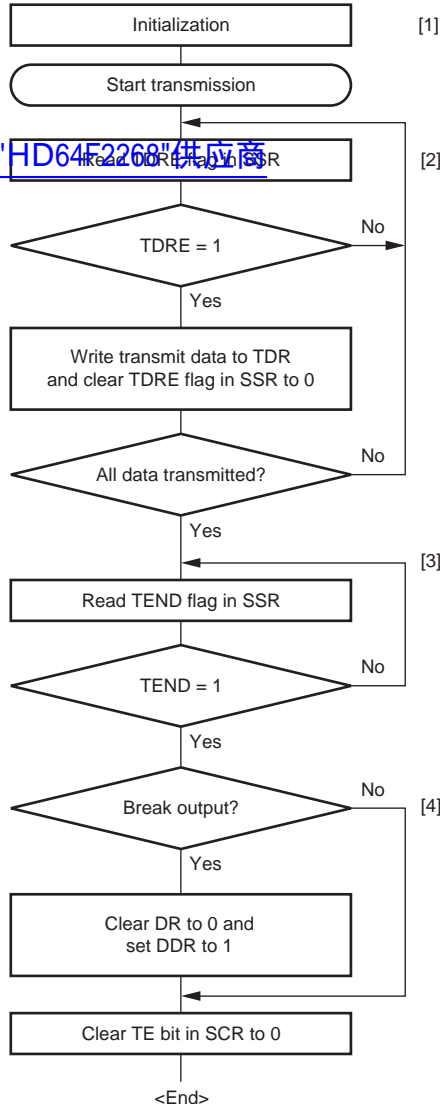 Initialization [1]
Start transmission
"HD64F2268"供应商
Read TDRE flag in SSR [2]
TDRE = 1
No
Yes
Write transmit data to TDR
and clear TDRE flag in SSR to 0
All data transmitted?
No
Yes
[3]
Read TEND flag in SSR
TEND = 1
No
Yes
Break output?
No
[4]
Yes
Clear DR to 0 and
set DDR to 1
Clear TE bit in SCR to 0
<End>